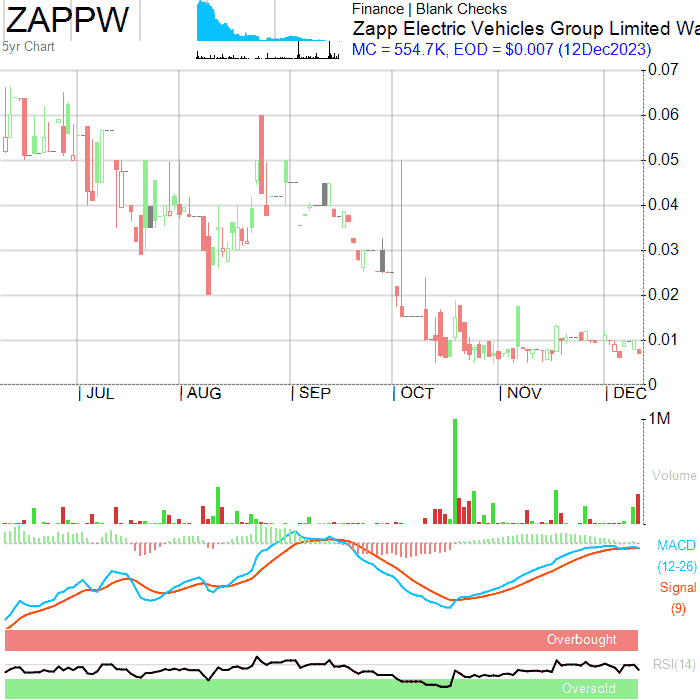 ZAPPW
5yr Chart
Finance | Blank Checks
Zapp Electric Vehicles Group Limited Wa
MC = 554.7K, EOD = $0.007 (12Dec2023)
0.07
0.06
0.05
0.04
0.03
0.02
0.01
0
| JUL | AUG | SEP | OCT | NOV | DEC
1M
Volume
MACD
(12-26)
Signal
(9)
Overbought
RSI(14)
Oversold